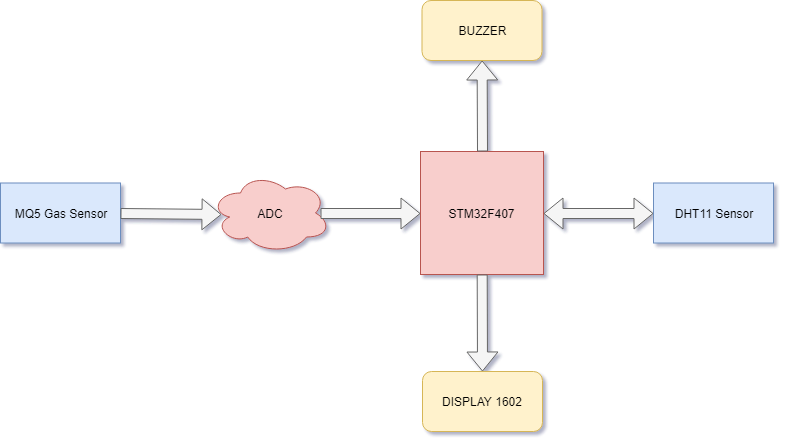 BUZZER
MQ5 Gas Sensor
ADC
STM32F407
DHT11 Sensor
DISPLAY 1602